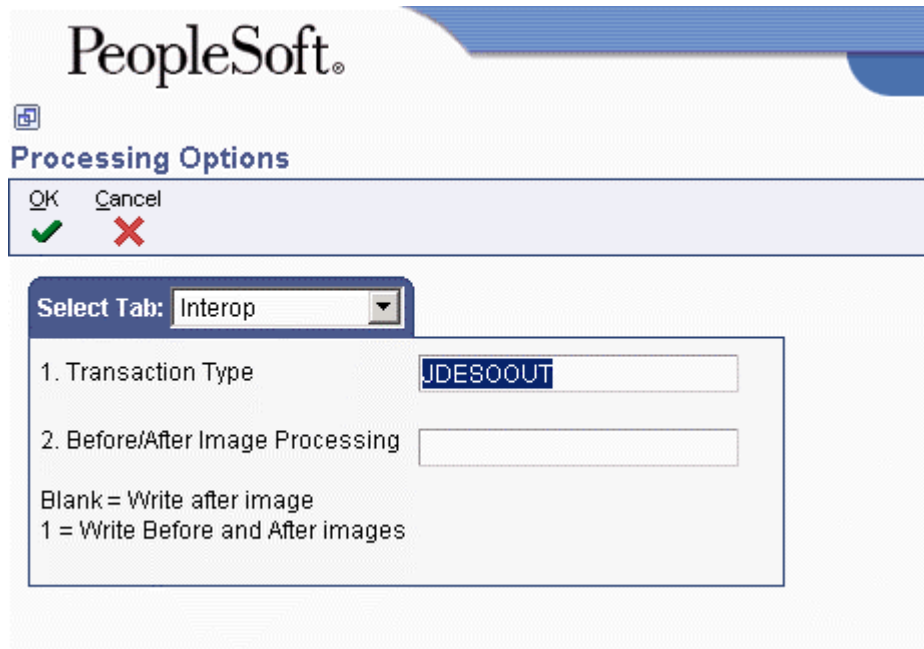 PeopleSoft®
Processing Options
OK Cancel
Select Tab: Interop
1. Transaction Type JDESOOUT
2. Before/After Image Processing
Blank = Write after image
1 = Write Before and After images